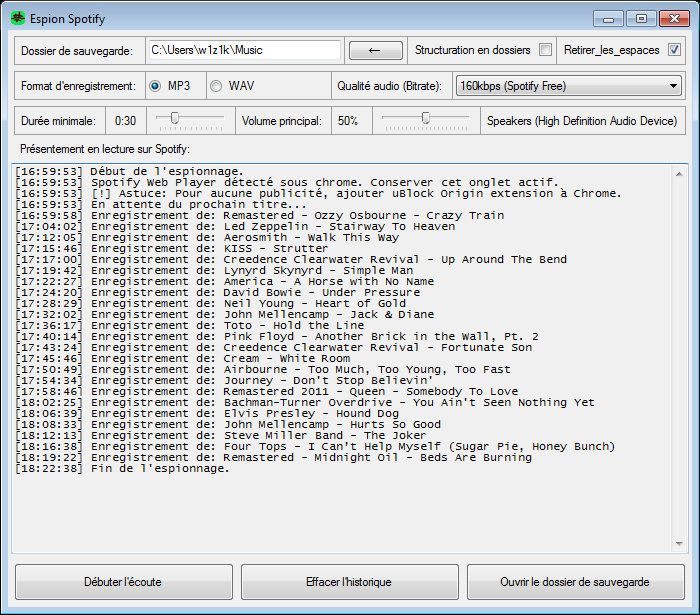 Espion Spotify
Dossier de sauvegarde: C:\Users\w1z1k\Music ← Structuration en dossiers Retirer_les_espaces
Format d'enregistrement: MP3 WAV Qualité audio (Bitrate): 160kbps (Spotify Free)
Durée minimale: 0:30 Volume principal: 50% Speakers (High Definition Audio Device)
Présentement en lecture sur Spotify:
[16:59:53] Début de l'espionnage.
[16:59:53] Spotify Web Player détecté sous chrome. Conserver cet onglet actif.
[16:59:53] [!] Astuce: Pour aucune publicité, ajouter uBlock Origin extension à Chrome.
[16:59:53] En attente du prochain titre...
[16:59:58] Enregistrement de: Remastered - Ozzy Osbourne - Crazy Train
[17:04:02] Enregistrement de: Led Zeppelin - Stairway To Heaven
[17:12:05] Enregistrement de: Aerosmith - Walk This Way
[17:15:46] Enregistrement de: KISS - Strutter
[17:17:00] Enregistrement de: Creedence Clearwater Revival - Up Around The Bend
[17:19:42] Enregistrement de: Lynyrd Skynyrd - Simple Man
[17:22:27] Enregistrement de: America - A Horse with No Name
[17:24:20] Enregistrement de: David Bowie - Under Pressure
[17:28:29] Enregistrement de: Neil Young - Heart of Gold
[17:32:02] Enregistrement de: John Mellencamp - Jack & Diane
[17:36:17] Enregistrement de: Toto - Hold the Line
[17:40:14] Enregistrement de: Pink Floyd - Another Brick in the Wall, Pt. 2
[17:43:24] Enregistrement de: Creedence Clearwater Revival - Fortunate Son
[17:45:46] Enregistrement de: Cream - White Room
[17:50:49] Enregistrement de: Airbourne - Too Much, Too Young, Too Fast
[17:54:34] Enregistrement de: Journey - Don't Stop Believin'
[17:58:46] Enregistrement de: Remastered 2011 - Queen - Somebody To Love
[18:02:25] Enregistrement de: Bachman-Turner Overdrive - You Ain't Seen Nothing Yet
[18:06:39] Enregistrement de: Elvis Presley - Hound Dog
[18:08:33] Enregistrement de: John Mellencamp - Hurts So Good
[18:12:13] Enregistrement de: Steve Miller Band - The Joker
[18:16:38] Enregistrement de: Four Tops - I Can't Help Myself (Sugar Pie, Honey Bunch)
[18:19:22] Enregistrement de: Remastered - Midnight Oil - Beds Are Burning
[18:22:38] Fin de l'espionnage.
Débuter l'écoute Effacer l'historique Ouvrir le dossier de sauvegarde